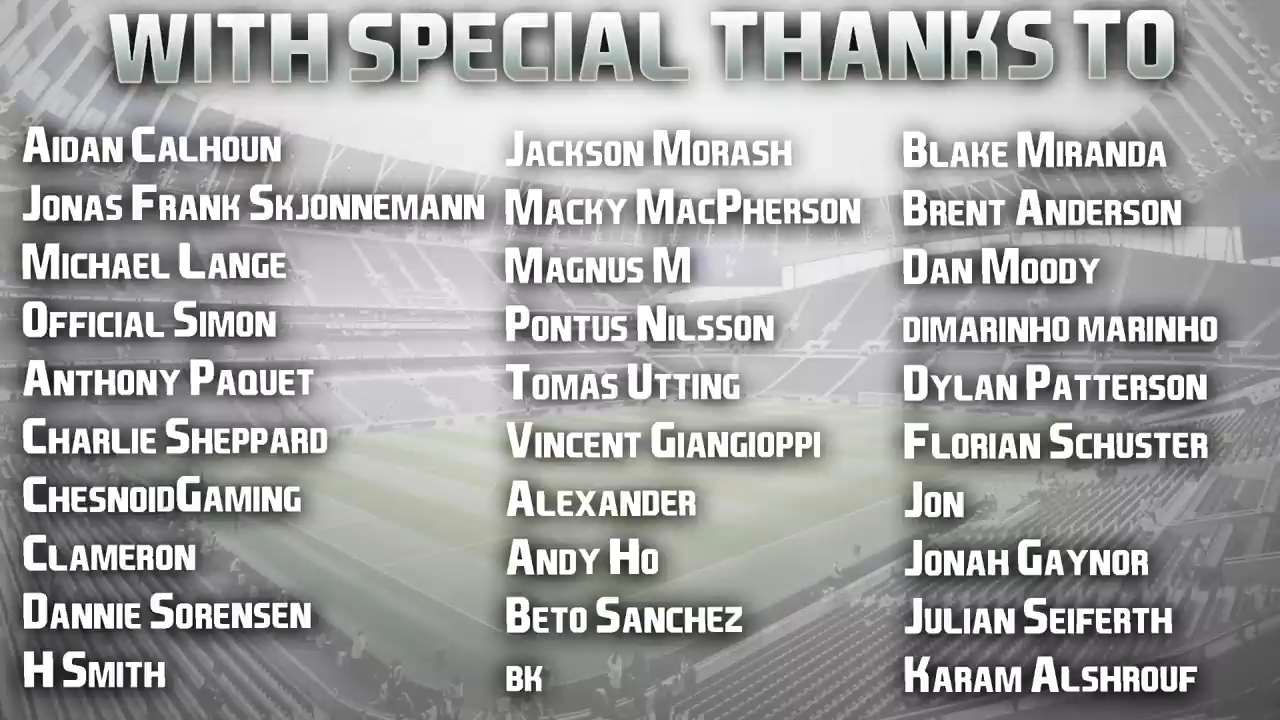 WITH SPECIAL THANKS TO
Aidan Calhoun
Jonas Frank Skjonnemann
Michael Lange
Official Simon
Anthony Paquet
Charlie Sheppard
ChesnoidGaming
Clameron
Dannie Sorensen
H Smith
Jackson Morash
Macky MacPherson
Magnus M
Pontus Nilsson
Tomas Utting
Vincent Giangioppi
Alexander
Andy Ho
Beto Sanchez
bk
Blake Miranda
Brent Anderson
Dan Moody
dimarinho marinho
Dylan Patterson
Florian Schuster
Jon
Jonah Gaynor
Julian Seiferth
Karam Alshrouf